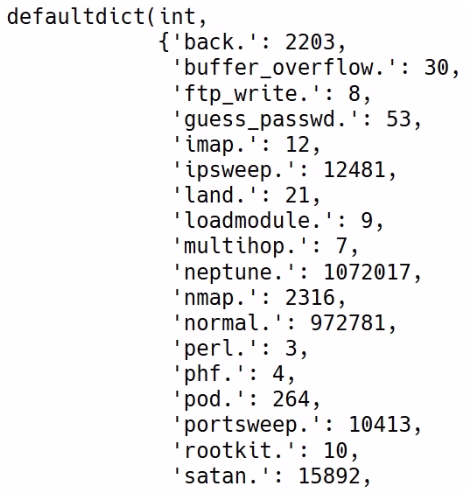 defaultdict(int,
{'back.': 2203,
'buffer_overflow.': 30,
'ftp_write.': 8,
'guess_passwd.': 53,
'imap.': 12,
'ipsweep.': 12481,
'land.': 21,
'loadmodule.': 9,
'multihop.': 7,
'neptune.': 1072017,
'nmap.': 2316,
'normal.': 972781,
'perl.': 3,
'phf.': 4,
'pod.': 264,
'portsweep.': 10413,
'rootkit.': 10,
'satan.': 15892,